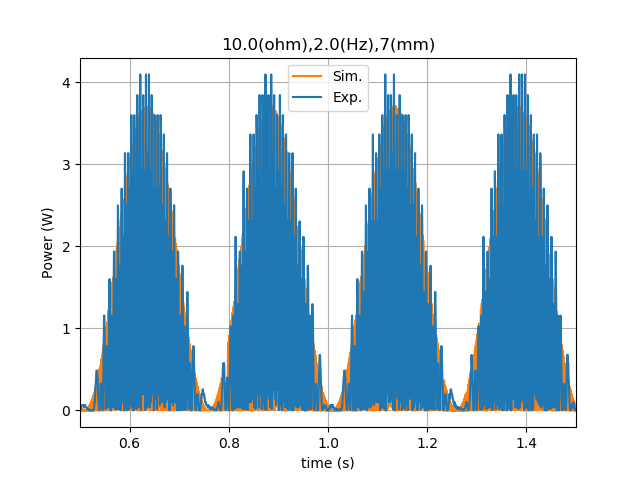 10.0(ohm),2.0(Hz),7(mm)
Sim.
Exp.
Power (W)
4
3
2
1
0
0.6 0.8 1.0 1.2 1.4
time (s)